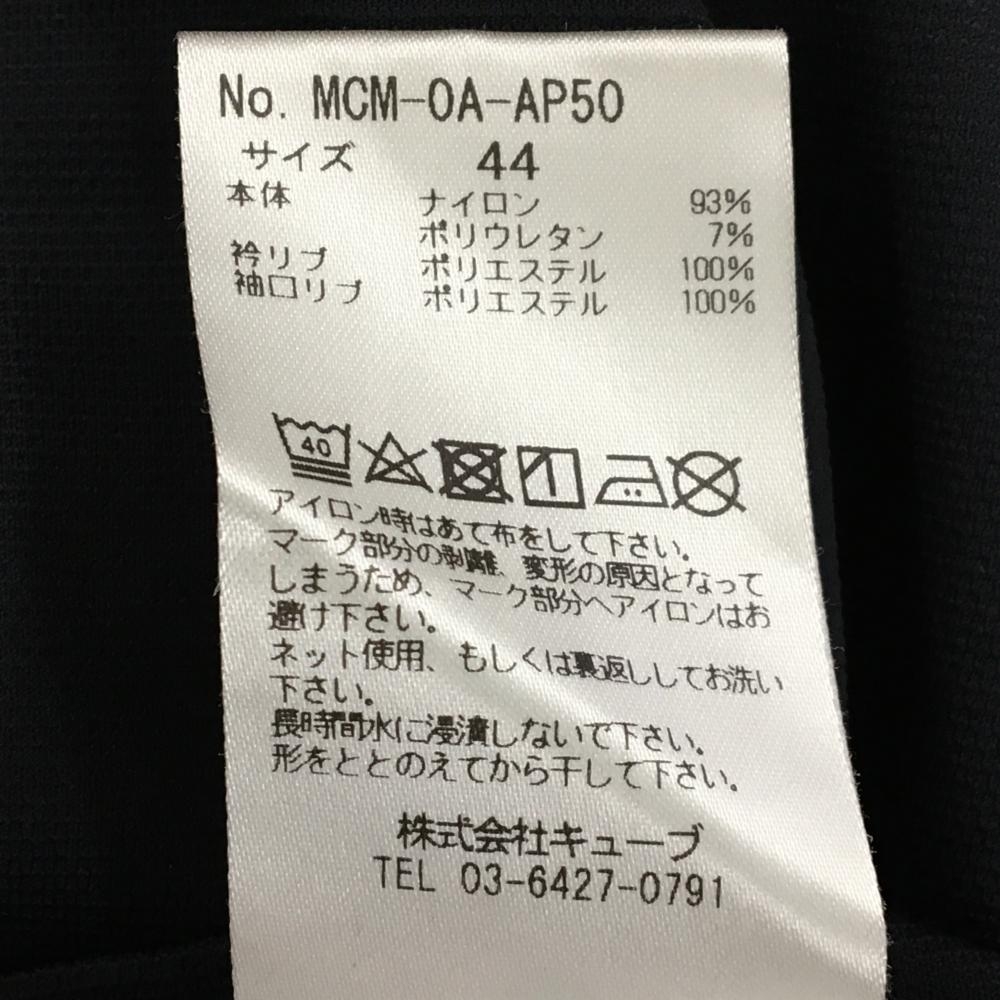 No. MCM-OA-AP50
サイズ 44
本体 ナイロン 93%
ポリウレタン 7%
衿リブ ポリエステル 100%
袖口リブ ポリエステル 100%
40
アイロン時はあて布をして下さい。
マーク部分の剥離、変形の原因となって
しまうため、マーク部分へアイロンはお
避け下さい。
ネット使用、もしくは裏返ししてお洗い
下さい。
長時間水に浸漬しないで下さい。
形をととのえてから干して下さい。
株式会社キューブ
TEL 03-6427-0791